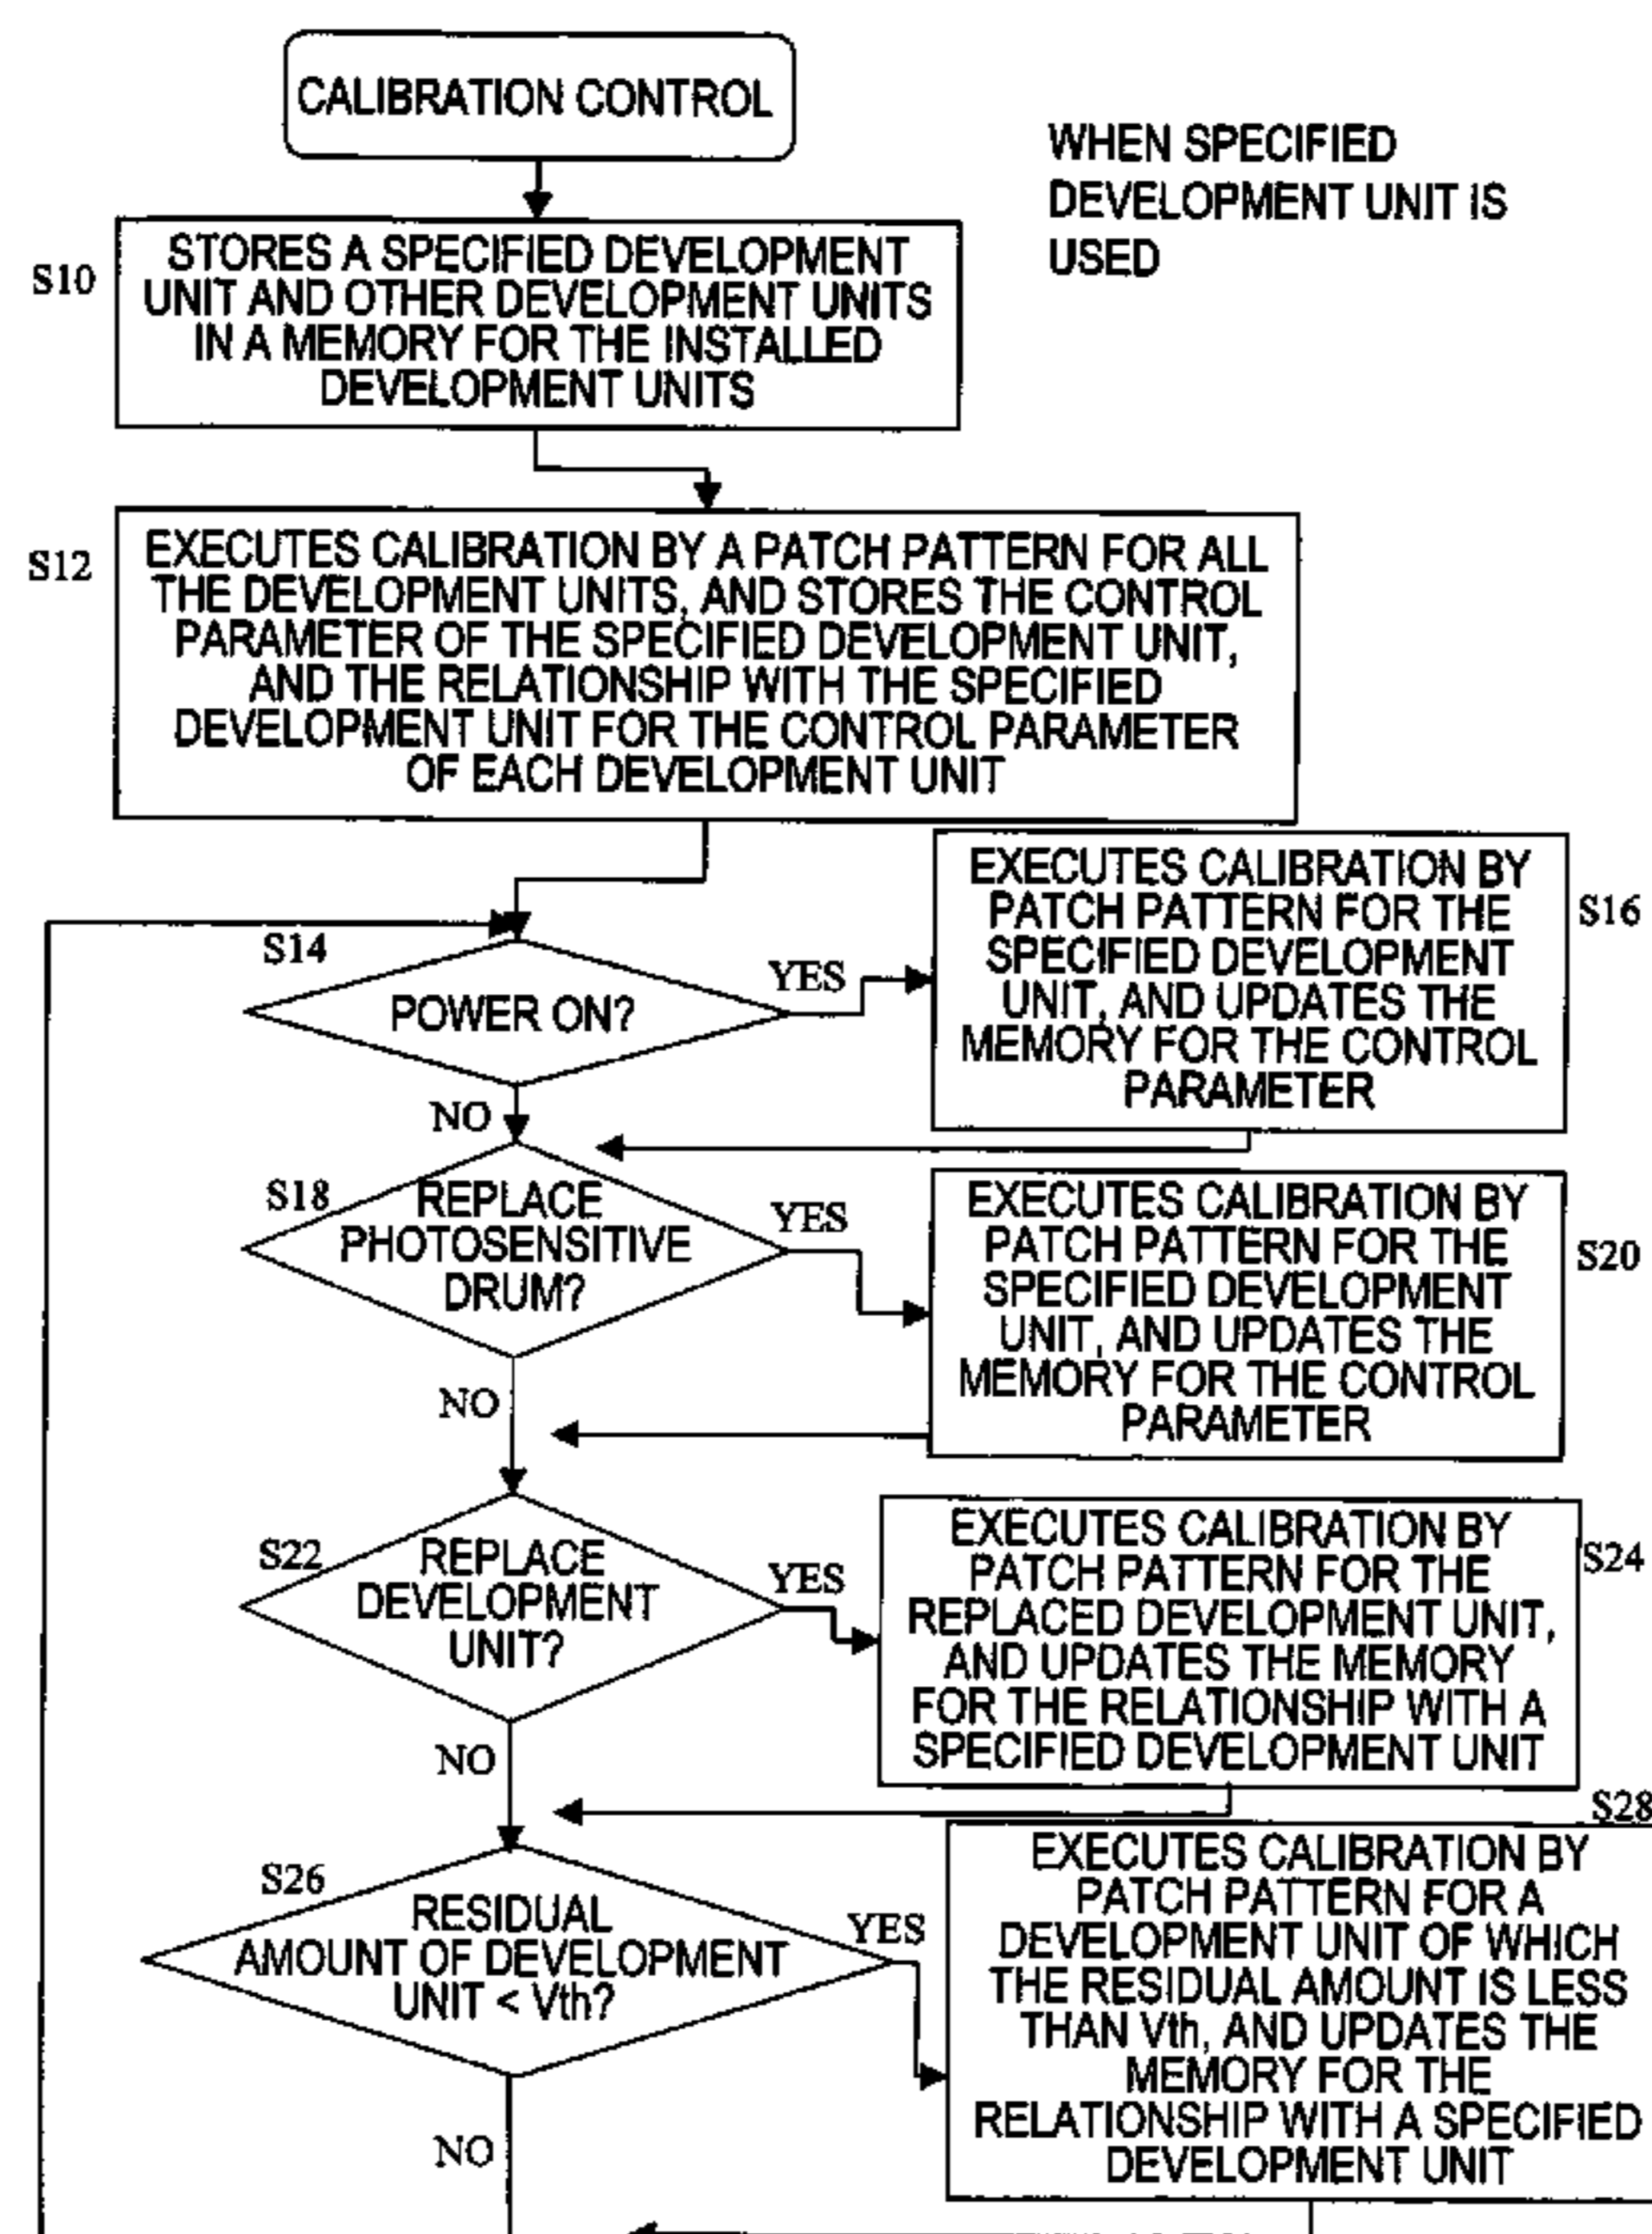 CALIBRATION CONTROL
WHEN SPECIFIED
DEVELOPMENT UNIT IS
USED
S10
STORES A SPECIFIED DEVELOPMENT
UNIT AND OTHER DEVELOPMENT UNITS
IN A MEMORY FOR THE INSTALLED
DEVELOPMENT UNITS
S12
EXECUTES CALIBRATION BY A PATCH PATTERN FOR ALL
THE DEVELOPMENT UNITS, AND STORES THE CONTROL
PARAMETER OF THE SPECIFIED DEVELOPMENT UNIT,
AND THE RELATIONSHIP WITH THE SPECIFIED
DEVELOPMENT UNIT FOR THE CONTROL PARAMETER
OF EACH DEVELOPMENT UNIT
S14
POWER ON?
YES
NO
EXECUTES CALIBRATION BY
PATCH PATTERN FOR THE
SPECIFIED DEVELOPMENT
UNIT, AND UPDATES THE
MEMORY FOR THE CONTROL
PARAMETER
S16
S18
REPLACE
PHOTOSENSITIVE
DRUM?
YES
NO
EXECUTES CALIBRATION BY
PATCH PATTERN FOR THE
SPECIFIED DEVELOPMENT
UNIT, AND UPDATES THE
MEMORY FOR THE CONTROL
PARAMETER
S20
S22
REPLACE
DEVELOPMENT
UNIT?
YES
NO
EXECUTES CALIBRATION BY
PATCH PATTERN FOR THE
REPLACED DEVELOPMENT UNIT,
AND UPDATES THE MEMORY
FOR THE RELATIONSHIP WITH A
SPECIFIED DEVELOPMENT UNIT
S24
S26
RESIDUAL
AMOUNT OF DEVELOPMENT
UNIT < Vth?
YES
NO
S28
EXECUTES CALIBRATION BY
PATCH PATTERN FOR A
DEVELOPMENT UNIT OF WHICH
THE RESIDUAL AMOUNT IS LESS
THAN Vth, AND UPDATES THE
MEMORY FOR THE
RELATIONSHIP WITH A SPECIFIED
DEVELOPMENT UNIT